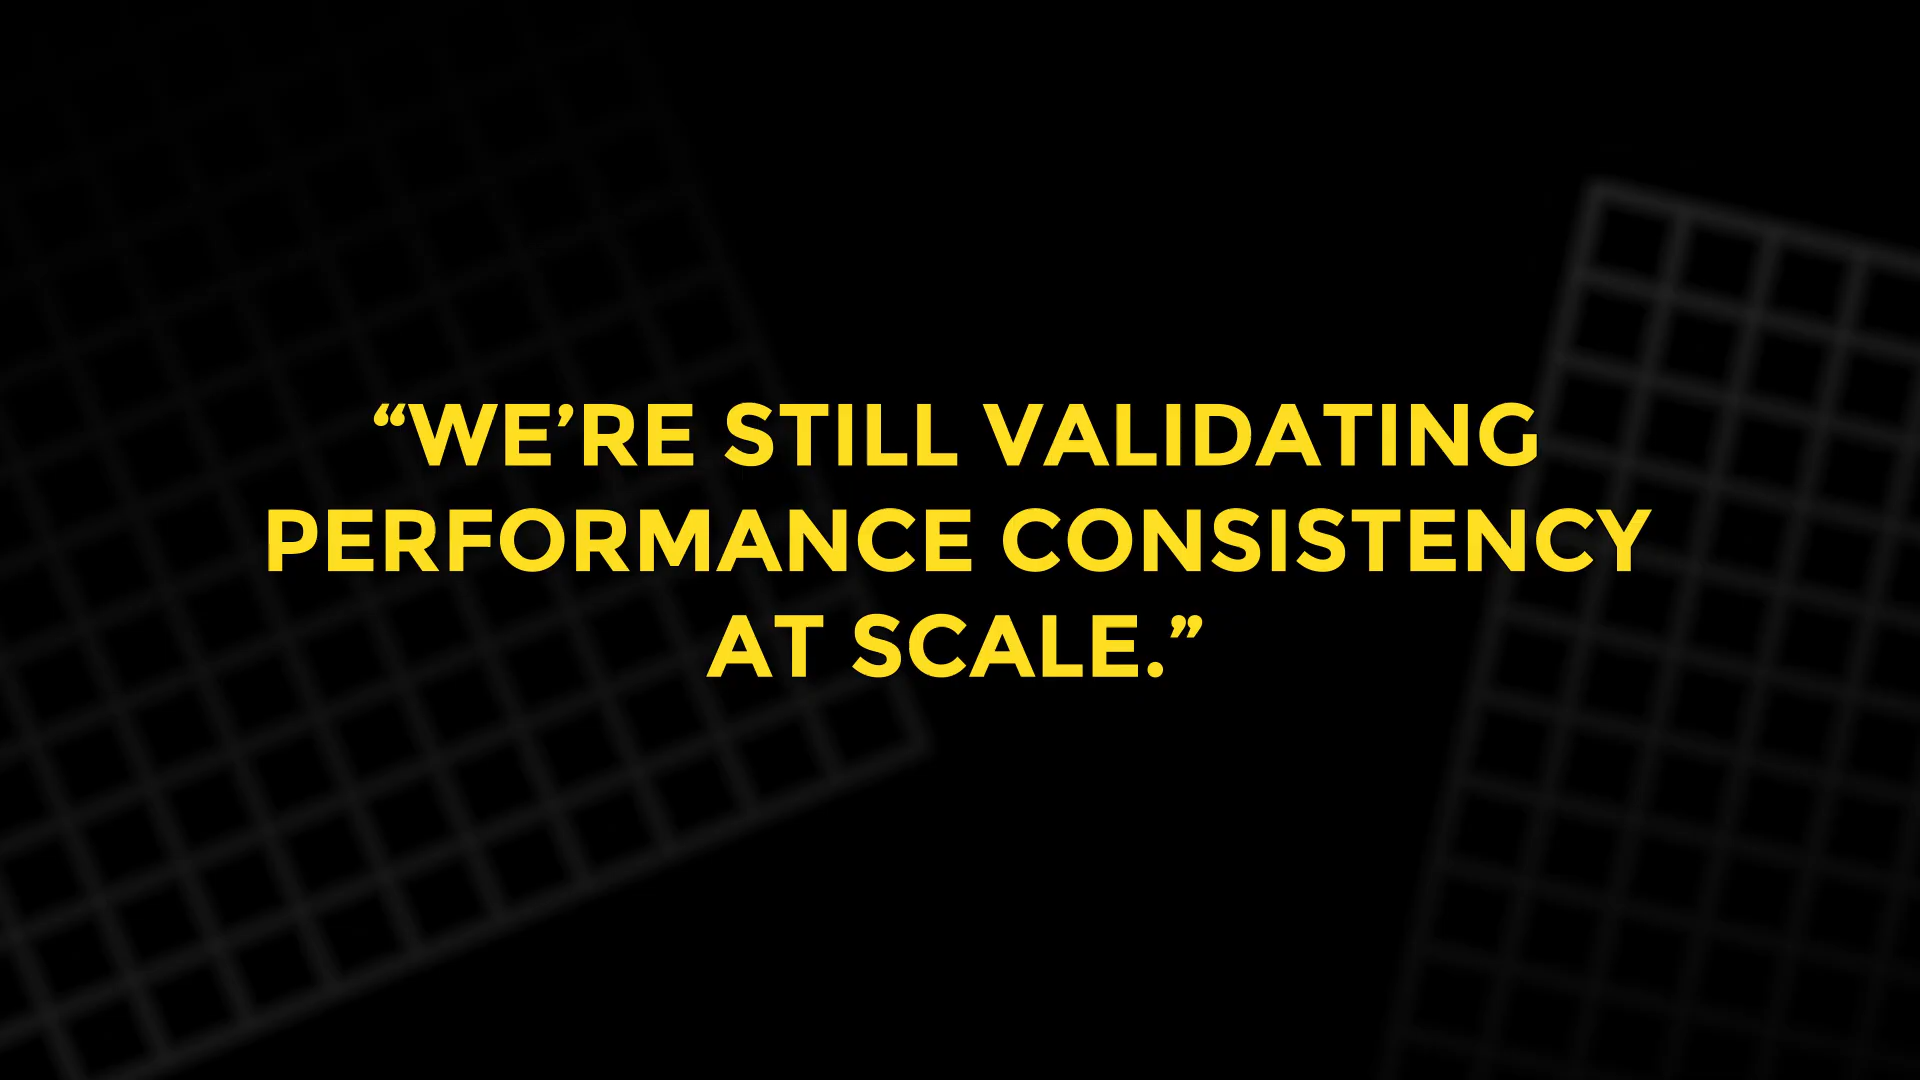 “WE’RE STILL VALIDATING
PERFORMANCE CONSISTENCY
AT SCALE.”